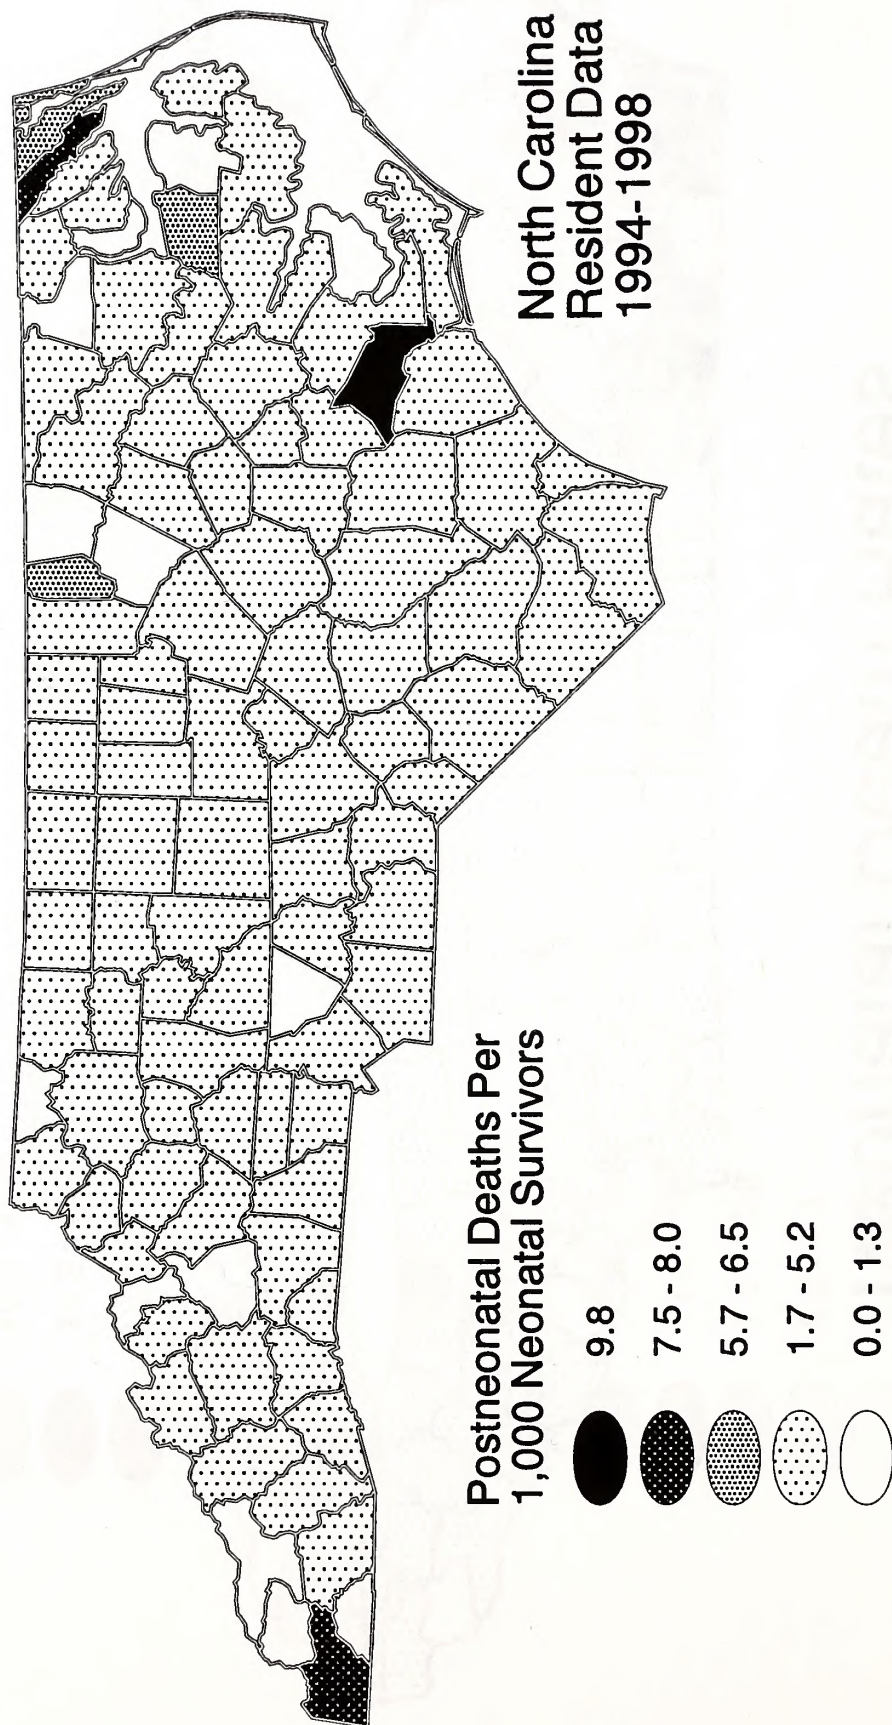 North Carolina
Resident Data
1994-1998
Postneonatal Deaths Per
1,000 Neonatal Survivors
9.8
7.5 - 8.0
5.7 - 6.5
1.7 - 5.2
0.0 - 1.3